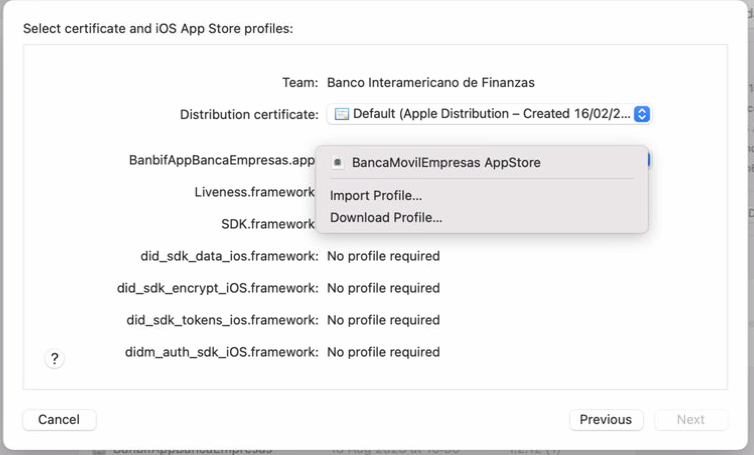 Select certificate and iOS App Store profiles:
Team: Banco Interamericano de Finanzas
Distribution certificate: Default (Apple Distribution – Created 16/02/2...
BanbifAppBancaEmpresas.app
BancaMovilEmpresas AppStore
Liveness.framework
Import Profile...
Download Profile...
SDK.framework
did_sdk_data_ios.framework: No profile required
did_sdk_encrypt_iOS.framework: No profile required
did_sdk_tokens_ios.framework: No profile required
didm_auth_sdk_iOS.framework: No profile required
?
Cancel
Previous
Next